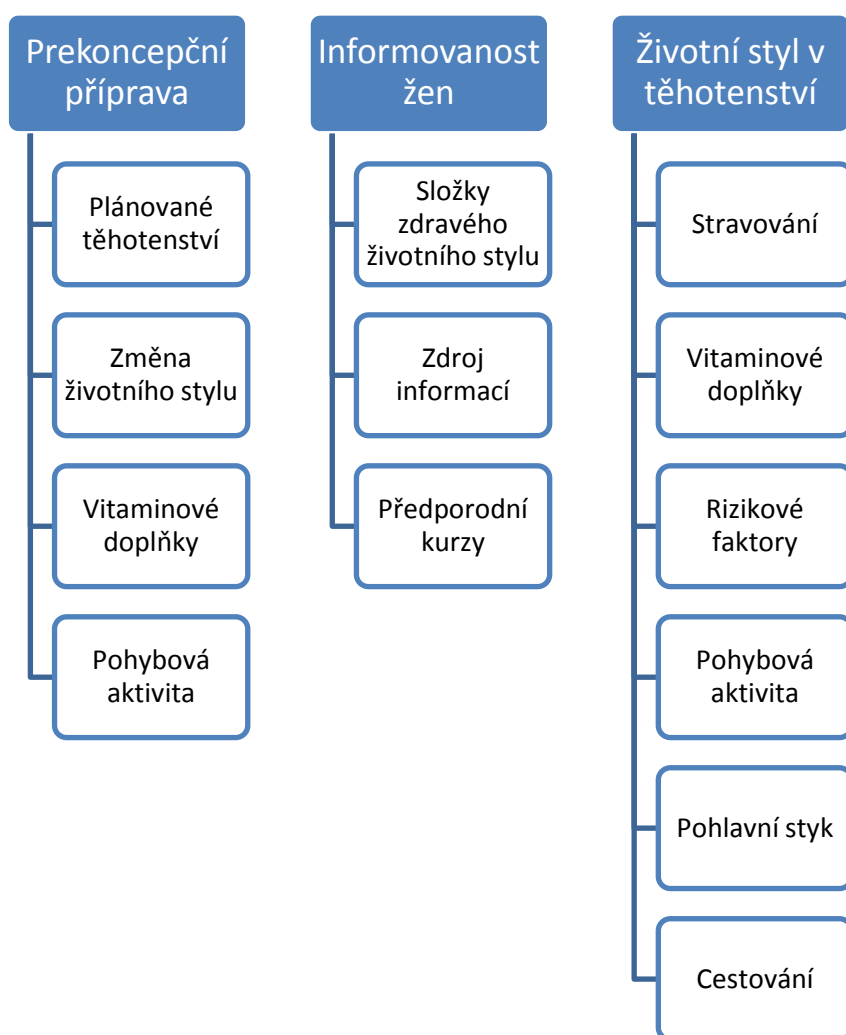 Prekoncepční
příprava
Plánované
těhotenství
Změna
životního stylu
Vitaminové
doplňky
Pohybová
aktivita
Informovanost
žen
Složky
zdravého
životního stylu
Zdroj
informací
Předporodní
kurzy
Životní styl v
těhotenství
Stravování
Vitaminové
doplňky
Rizikové
faktory
Pohybová
aktivita
Pohlavní styk
Cestování